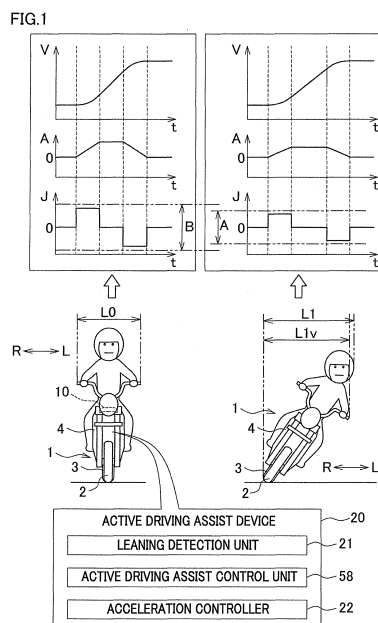 FIG.1
V
t
A
0
t
J
0
t
B
V
t
A
0
t
J
0
t
A
L0
R L
10
4
1
3
2
L1
L1v
1
4
3
2
R L
ACTIVE DRIVING ASSIST DEVICE 20
LEANING DETECTION UNIT 21
ACTIVE DRIVING ASSIST CONTROL UNIT 58
ACCELERATION CONTROLLER 22